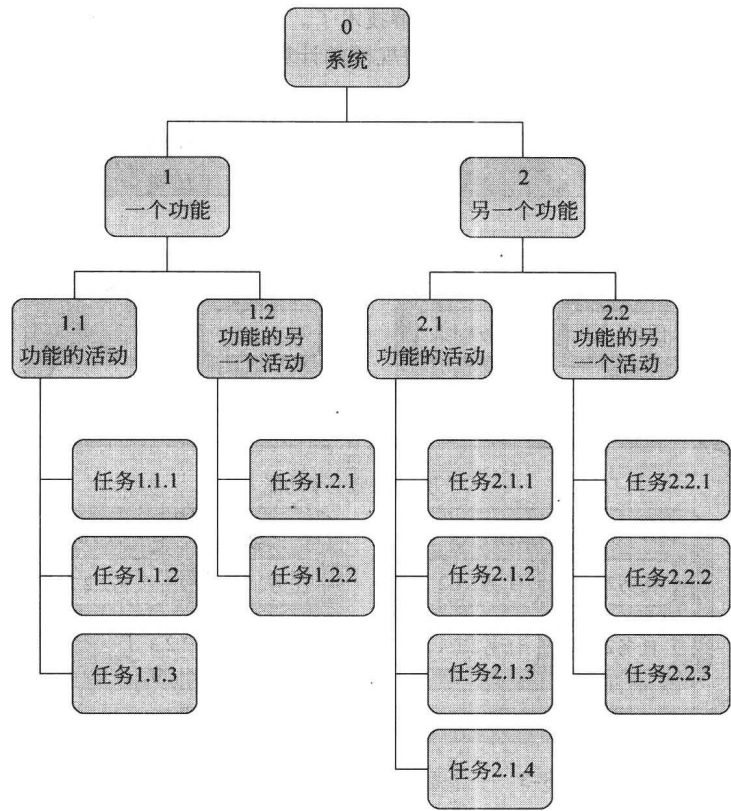 0
系统
1
一个功能
2
另一个功能
1.1
功能的活动
1.2
功能的另
一个活动
2.1
功能的活动
2.2
功能的另
一个活动
任务1.1.1
任务1.2.1
任务2.1.1
任务2.2.1
任务1.1.2
任务1.2.2
任务2.1.2
任务2.2.2
任务1.1.3
任务2.1.3
任务2.2.3
任务2.1.4